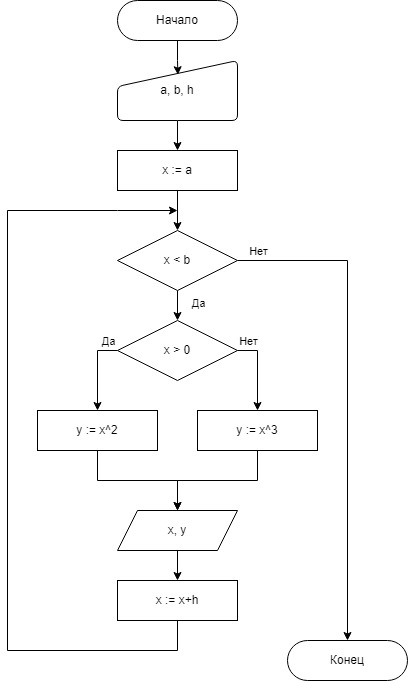 Начало
a, b, h
x := a
x < b
Нет
Да
x > 0
Да
Нет
y := x^2
y := x^3
x, y
x := x+h
Конец